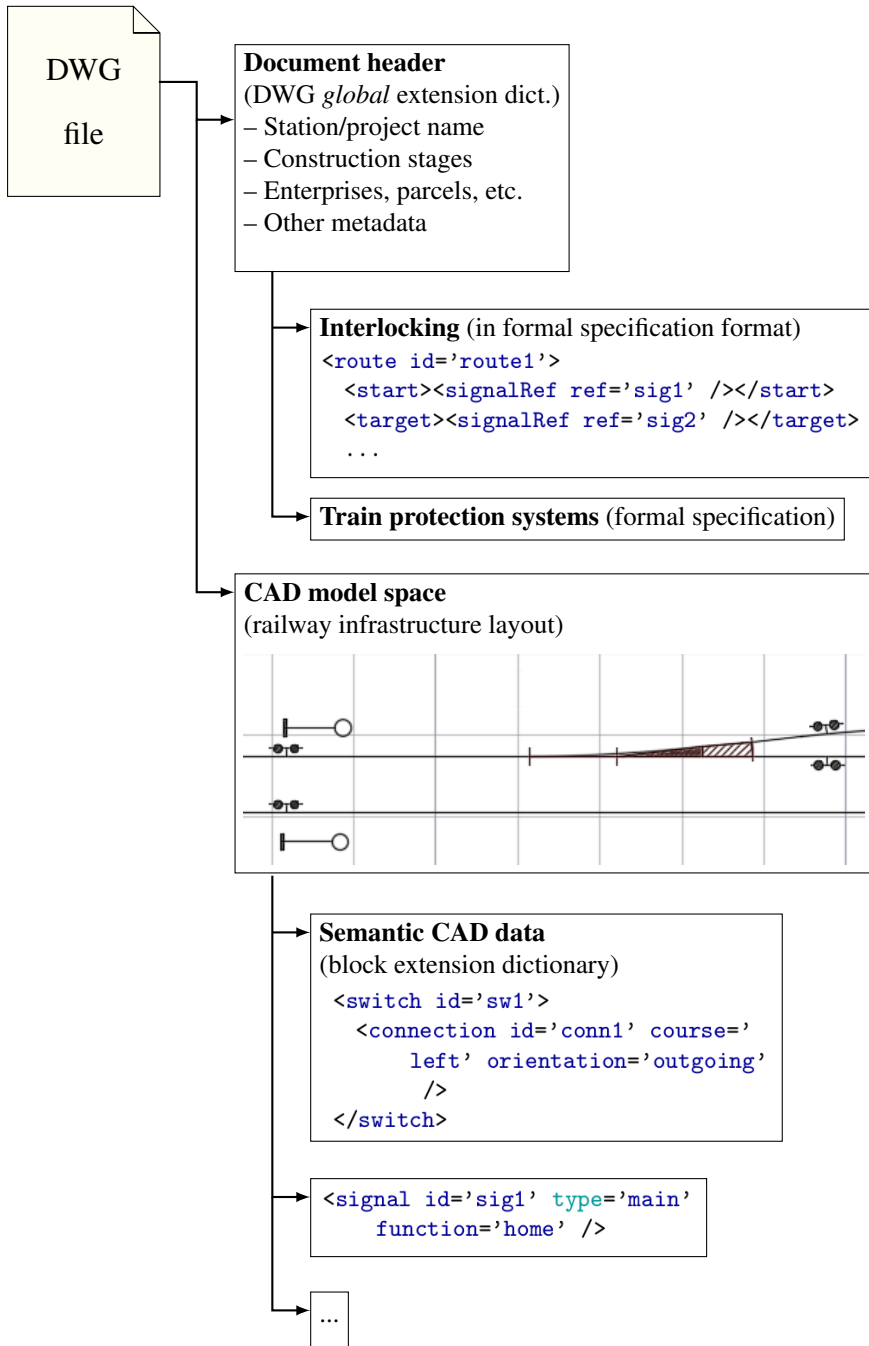 DWG
file
Document header
(DWG global extension dict.)
– Station/project name
– Construction stages
– Enterprises, parcels, etc.
– Other metadata
Interlocking (in formal specification format)
<route id=’route1’>
<start><signalRef ref=’sig1’ /></start>
<target><signalRef ref=’sig2’ /></target>
...
Train protection systems (formal specification)
CAD model space
(railway infrastructure layout)
Semantic CAD data
(block extension dictionary)
<switch id=’sw1’>
<connection id=’conn1’ course=’
left’ orientation=’outgoing’
/>
</switch>
<signal id=’sig1’ type=’main’
function=’home’ />
...